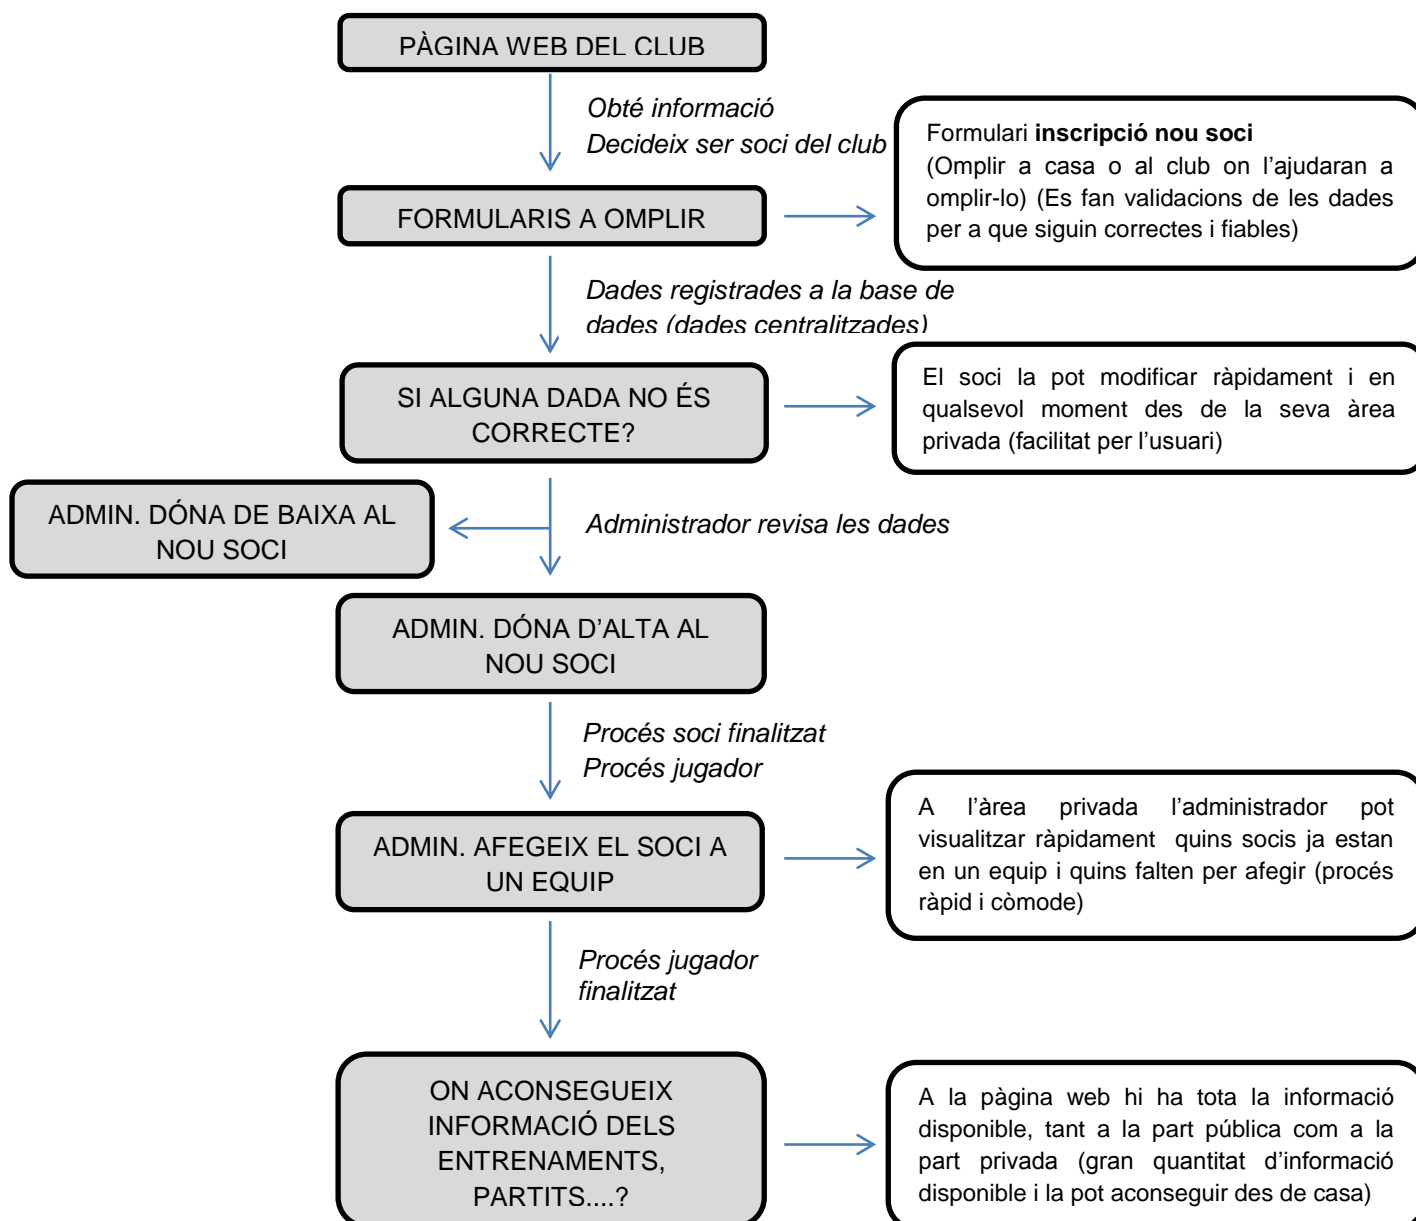 PÀGINA WEB DEL CLUB
Obté informació
Decideix ser soci del club
Formulari inscripció nou soci
(Omplir a casa o al club on l’ajudaran a
omplir-lo) (Es fan validacions de les dades
per a que siguin correctes i fiables)
FORMULARIS A OMPLIR
Dades registrades a la base de
dades (dades centralitzades)
SI ALGUNA DADA NO ÉS
CORRECTE?
El soci la pot modificar ràpidament i en
qualsevol moment des de la seva àrea
privada (facilitat per l’usuari)
ADMIN. DÓNA DE BAIXA AL
NOU SOCI
Administrador revisa les dades
ADMIN. DÓNA D’ALTA AL
NOU SOCI
Procés soci finalitzat
Procés jugador
ADMIN. AFEGEIX EL SOCI A
UN EQUIP
A l’àrea privada l’administrador pot
visualitzar ràpidament quins socis ja estan
en un equip i quins falten per afegir (procés
ràpid i còmode)
Procés jugador
finalitzat
ON ACONSEGUEIX
INFORMACIÓ DELS
ENTRENAMENTS,
PARTITS....?
A la pàgina web hi ha tota la informació
disponible, tant a la part pública com a la
part privada (gran quantitat d’informació
disponible i la pot aconseguir des de casa)